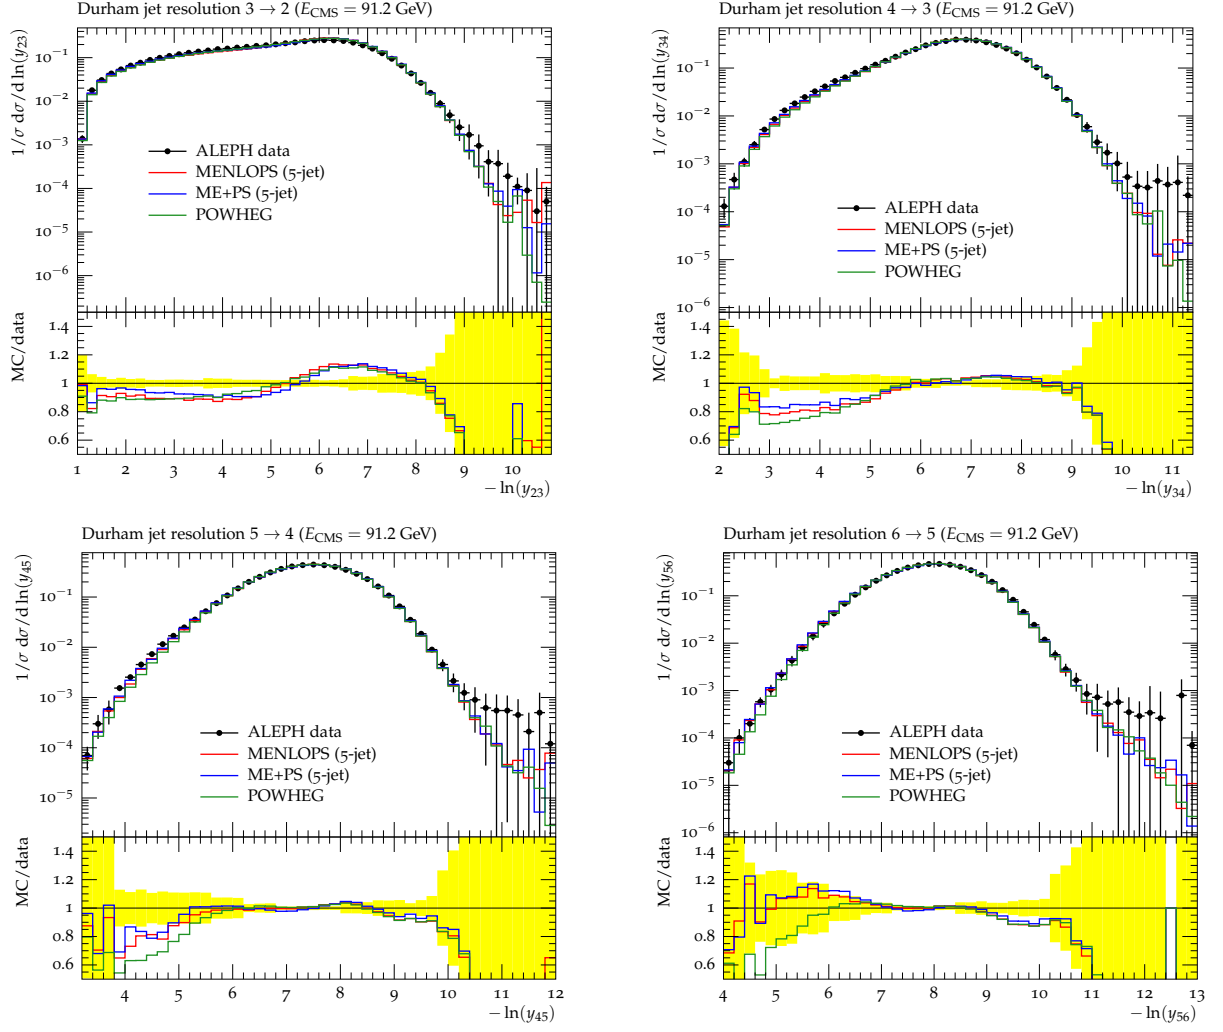 Durham jet resolution 3 → 2 (E_CMS = 91.2 GeV)
1/σ dσ/d ln(y_23)
10^−1
10^−2
10^−3
10^−4
10^−5
10^−6
ALEPH data
MENLOPS (5-jet)
ME+PS (5-jet)
POWHEG
MC/data
1.4
1.2
1
0.8
0.6
1 2 3 4 5 6 7 8 9 10
− ln(y_23)
Durham jet resolution 4 → 3 (E_CMS = 91.2 GeV)
1/σ dσ/d ln(y_34)
10^−1
10^−2
10^−3
10^−4
10^−5
10^−6
ALEPH data
MENLOPS (5-jet)
ME+PS (5-jet)
POWHEG
MC/data
1.4
1.2
1
0.8
0.6
2 3 4 5 6 7 8 9 10 11
− ln(y_34)
Durham jet resolution 5 → 4 (E_CMS = 91.2 GeV)
1/σ dσ/d ln(y_45)
10^−1
10^−2
10^−3
10^−4
10^−5
ALEPH data
MENLOPS (5-jet)
ME+PS (5-jet)
POWHEG
MC/data
1.4
1.2
1
0.8
0.6
4 5 6 7 8 9 10 11 12
− ln(y_45)
Durham jet resolution 6 → 5 (E_CMS = 91.2 GeV)
1/σ dσ/d ln(y_56)
10^−1
10^−2
10^−3
10^−4
10^−5
10^−6
ALEPH data
MENLOPS (5-jet)
ME+PS (5-jet)
POWHEG
MC/data
1.4
1.2
1
0.8
0.6
4 5 6 7 8 9 10 11 12 13
− ln(y_56)